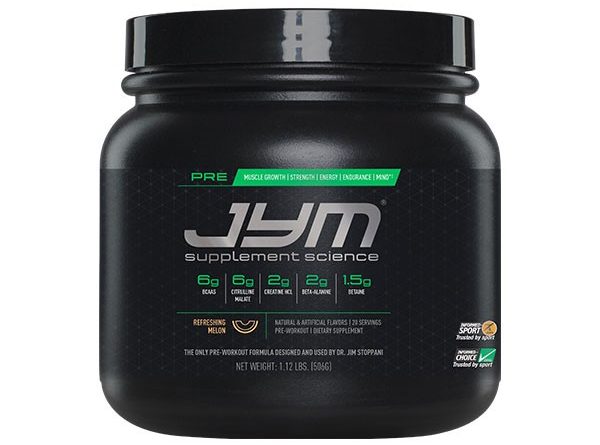 PRE
MUSCLE GROWTH | STRENGTH | ENERGY | ENDURANCE | MIND*†
JYM®
supplement science
6g 6g 2g 2g 1.5g
BCAAS CITRULLINE MALATE CREATINE HCL BETA-ALANINE BETAINE
REFRESHING MELON
NATURAL & ARTIFICIAL FLAVORS | 20 SERVINGS
PRE-WORKOUT | DIETARY SUPPLEMENT
THE ONLY PRE-WORKOUT FORMULA DESIGNED AND USED BY DR. JIM STOPPANI
NET WEIGHT: 1.12 LBS. (506G)
INFORMED
SPORT
Trusted by sport
INFORMED
CHOICE
Trusted by sport